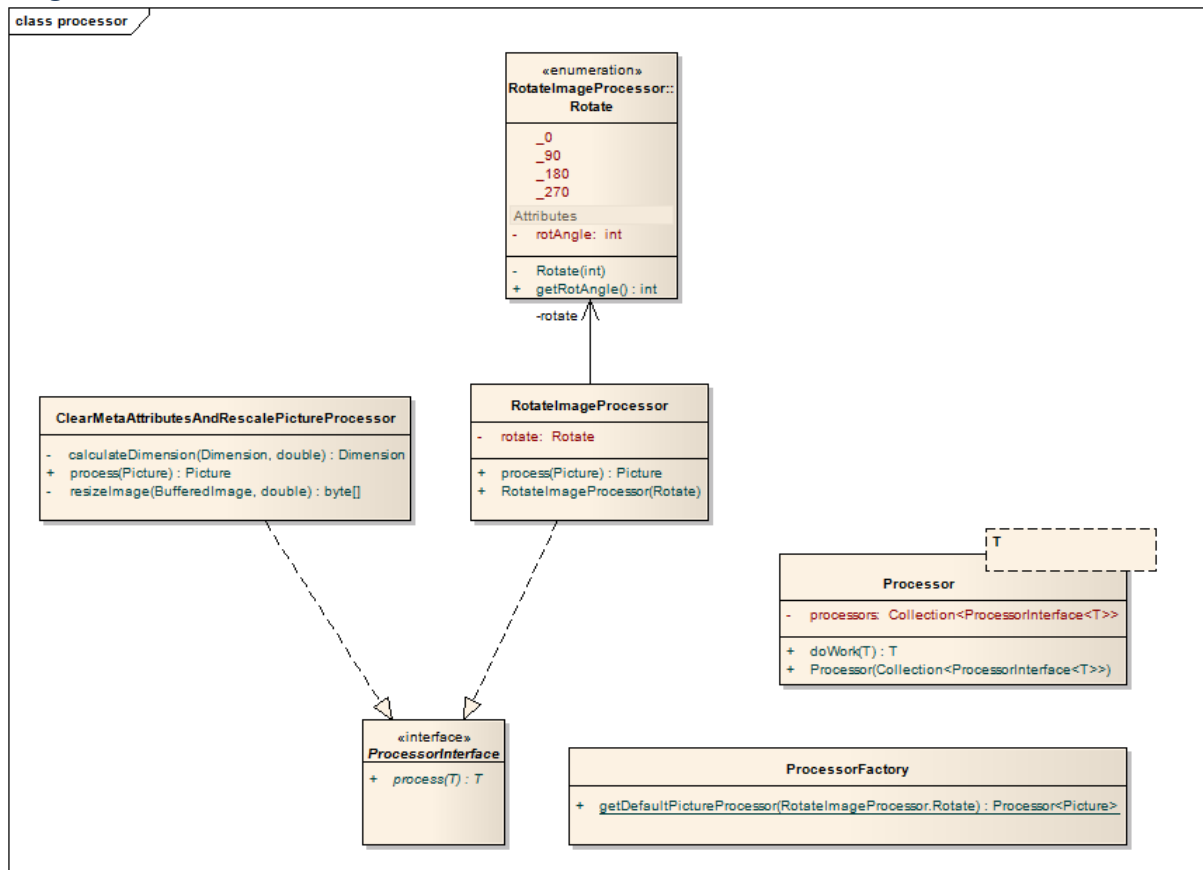 class processor
«enumeration»
RotateImageProcessor::
Rotate
_0
_90
_180
_270
Attributes
- rotAngle: int
- Rotate(int)
+ getRotAngle() : int
-rotate
ClearMetaAttributesAndRescalePictureProcessor
- calculateDimension(Dimension, double) : Dimension
+ process(Picture) : Picture
- resizeImage(BufferedImage, double) : byte[]
RotateImageProcessor
- rotate: Rotate
+ process(Picture) : Picture
+ RotateImageProcessor(Rotate)
T
Processor
- processors: Collection<ProcessorInterface<T>>
+ doWork(T) : T
+ Processor(Collection<ProcessorInterface<T>>)
«interface»
ProcessorInterface
+ process(T) : T
ProcessorFactory
+ getDefaultPictureProcessor(RotateImageProcessor.Rotate) : Processor<Picture>